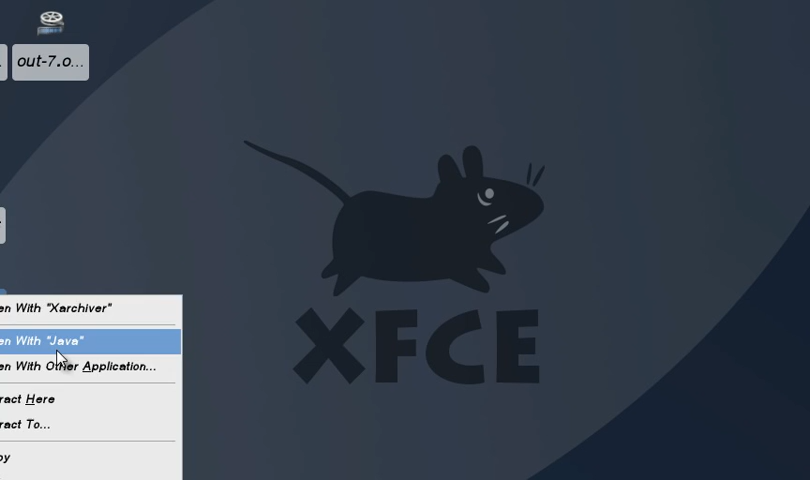 out-7.o...
en With "Xarchiver"
en With "Java"
en With Other Application...
ract Here
ract To...
py
XFCE